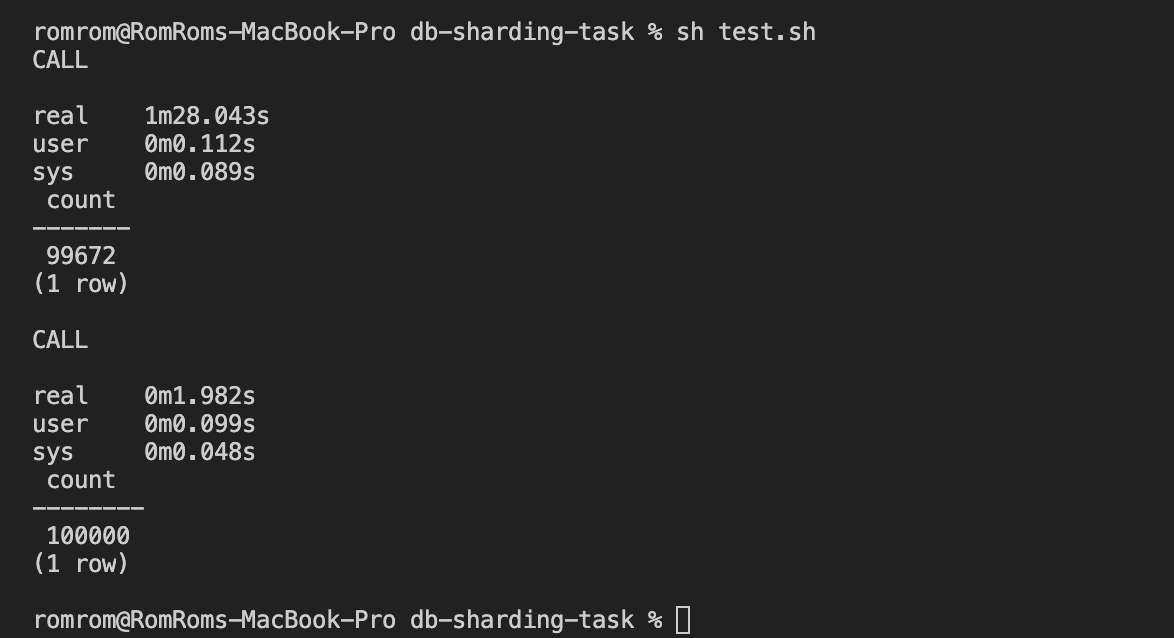 romrom@RomRoms-MacBook-Pro db-sharding-task % sh test.sh
CALL
real    1m28.043s
user    0m0.112s
sys     0m0.089s
 count
-------
 99672
(1 row)
CALL
real    0m1.982s
user    0m0.099s
sys     0m0.048s
 count
--------
 100000
(1 row)
romrom@RomRoms-MacBook-Pro db-sharding-task %